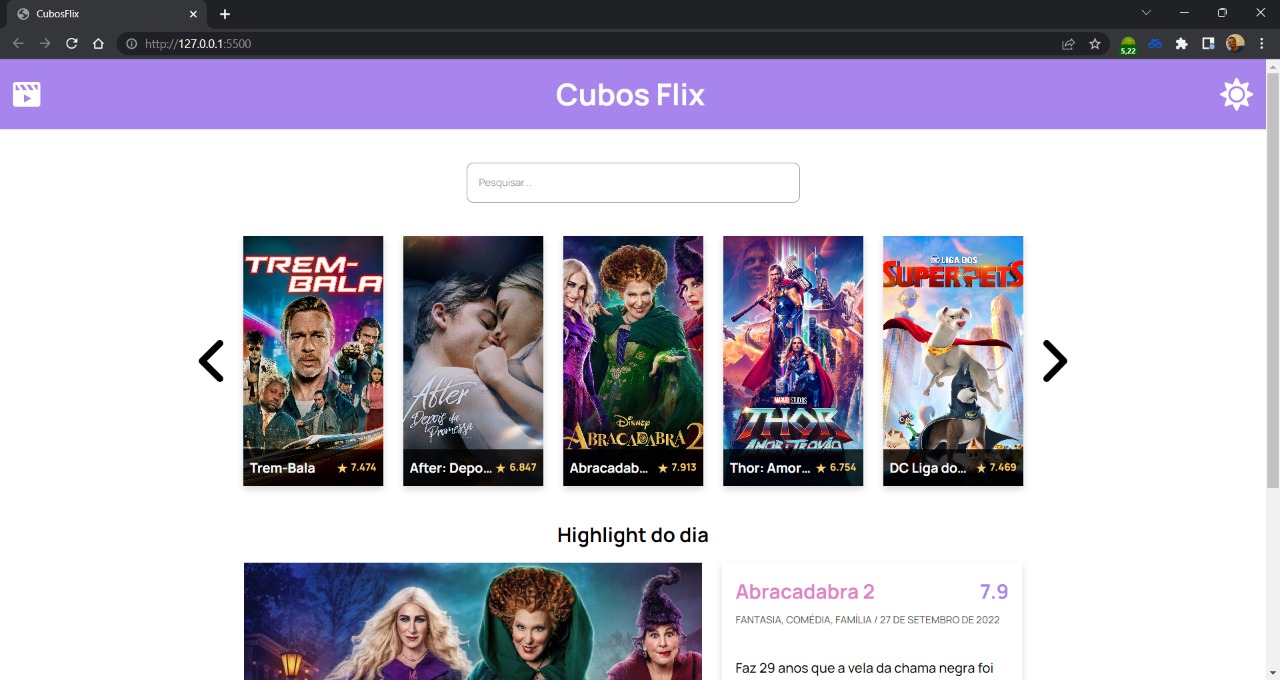 CubosFlix
http://127.0.0.1:5500
5,22
Cubos Flix
Pesquisar...
TREM-
BALA
Trem-Bala ★ 7.474
After
Depois da
Promessa
After: Depo... ★ 6.847
Disney
ABRACADABRA 2
Abracadab... ★ 7.913
MARVEL STUDIOS
THOR
AMOR E TROVÃO
Thor: Amor... ★ 6.754
DC LIGA DOS
SUPERPETS
DC Liga do... ★ 7.469
Highlight do dia
Abracadabra 2 7.9
FANTASIA, COMÉDIA, FAMÍLIA / 27 DE SETEMBRO DE 2022
Faz 29 anos que a vela da chama negra foi